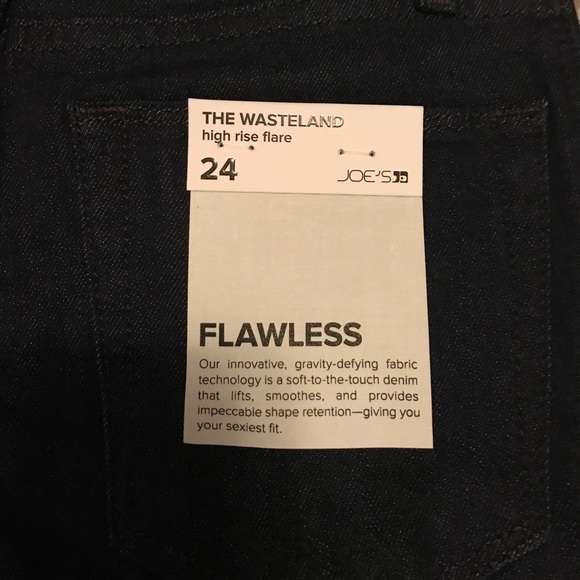 THE WASTELAND
high rise flare
24
JOE'S
FLAWLESS
Our innovative, gravity-defying fabric
technology is a soft-to-the-touch denim
that lifts, smoothes, and provides
impeccable shape retention—giving you
your sexiest fit.